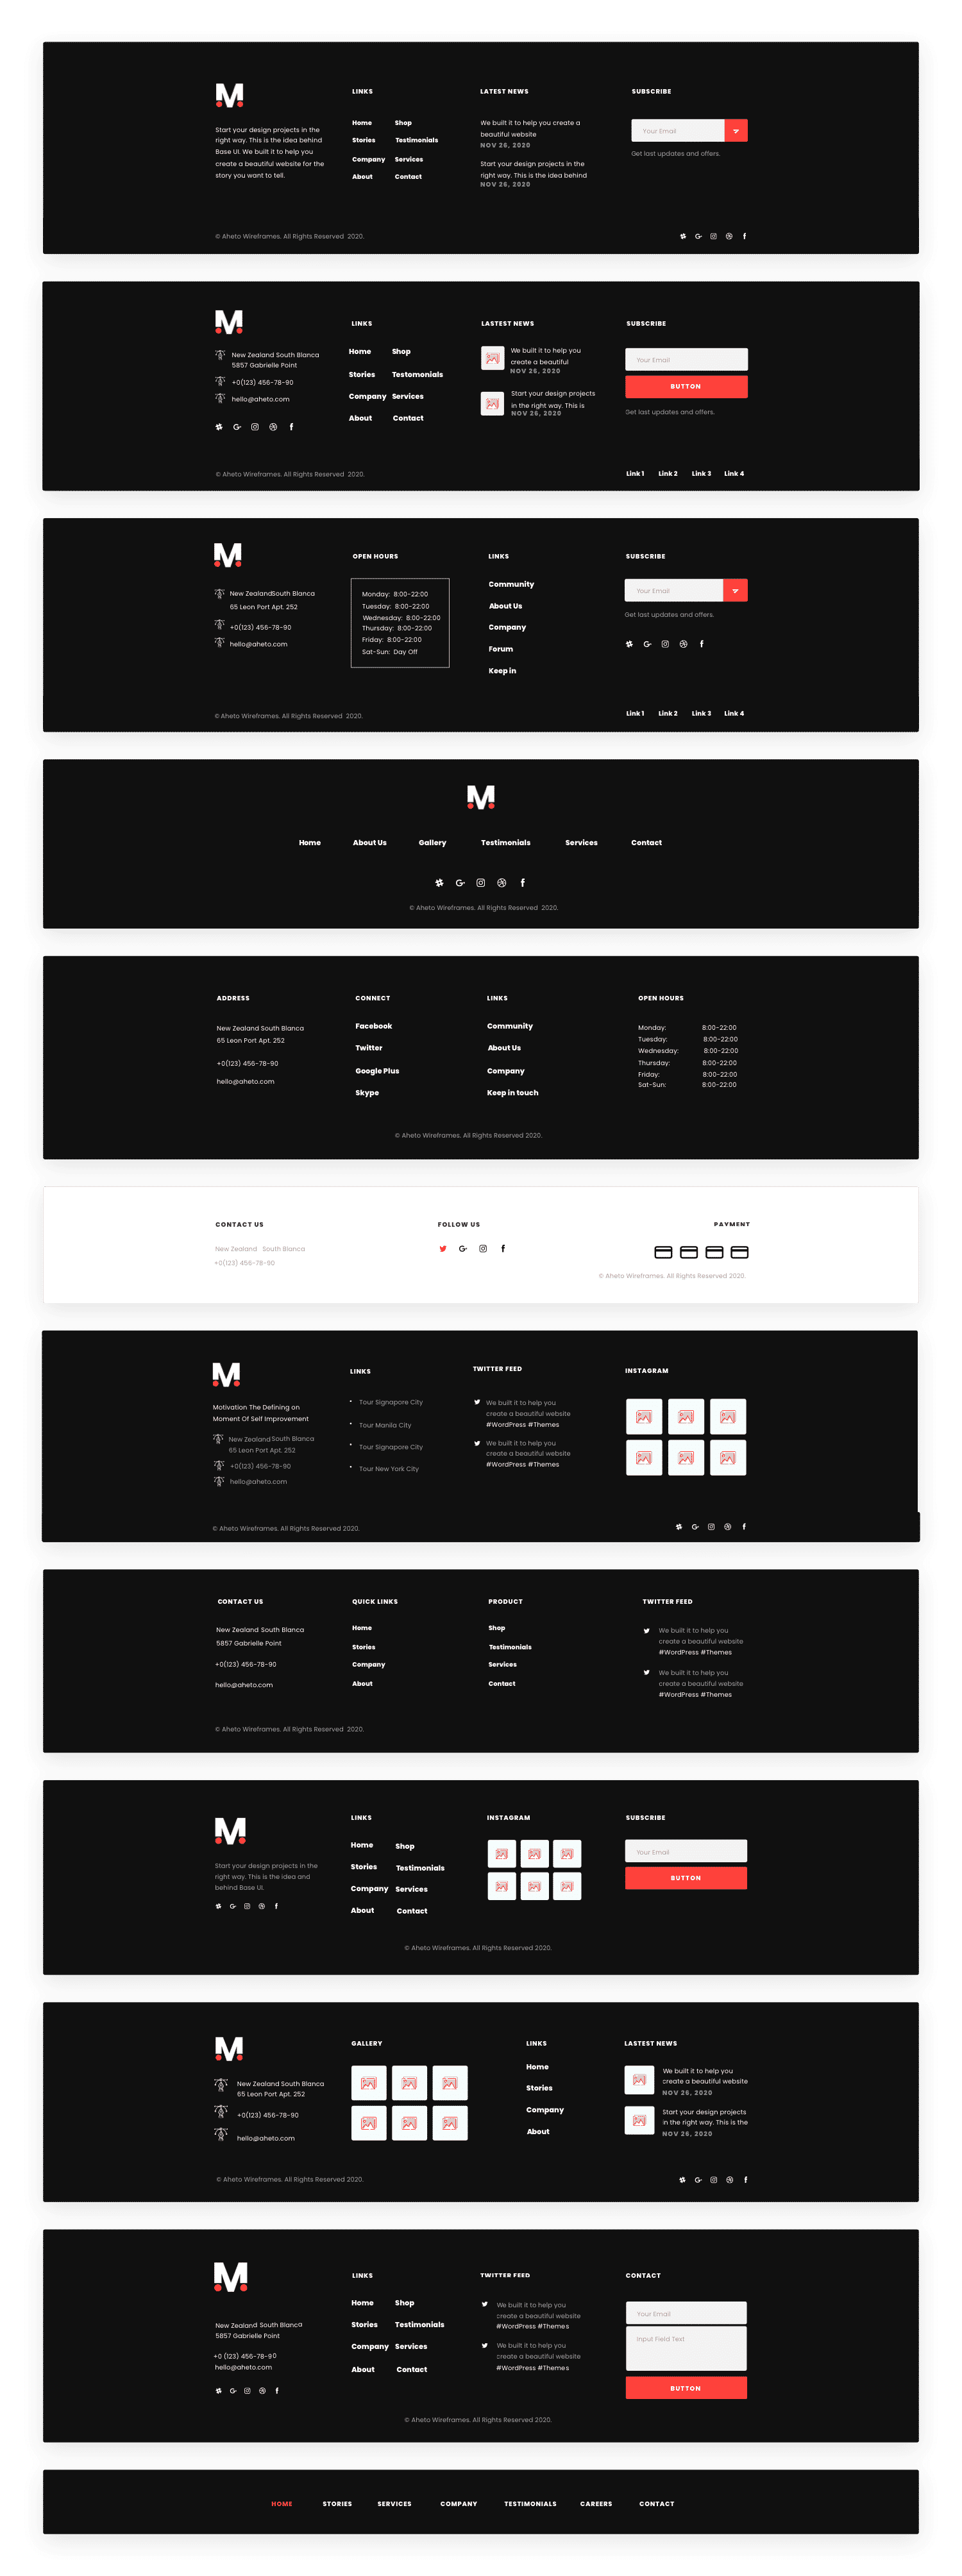 M
Start your design projects in the
right way. This is the idea behind
Base UI. We built it to help you
create a beautiful website for the
story you want to tell.
LINKS
Home Shop
Stories Testimonials
Company Services
About Contact
LATEST NEWS
We built it to help you create a
beautiful website
NOV 26, 2020
Start your design projects in the
right way. This is the idea behind
NOV 26, 2020
SUBSCRIBE
Your Email
Get last updates and offers.
© Aheto Wireframes. All Rights Reserved 2020.
M
New Zealand South Blanca
5857 Gabrielle Point
+0(123) 456-78-90
hello@aheto.com
LINKS
Home Shop
Stories Testomonials
Company Services
About Contact
LASTEST NEWS
We built it to help you
create a beautiful
NOV 26, 2020
Start your design projects
in the right way. This is
NOV 26, 2020
SUBSCRIBE
Your Email
BUTTON
Get last updates and offers.
© Aheto Wireframes. All Rights Reserved 2020.
Link 1 Link 2 Link 3 Link 4
M
New ZealandSouth Blanca
65 Leon Port Apt. 252
+0(123) 456-78-90
hello@aheto.com
OPEN HOURS
Monday: 8:00-22:00
Tuesday: 8:00-22:00
Wednesday: 8:00-22:00
Thursday: 8:00-22:00
Friday: 8:00-22:00
Sat-Sun: Day Off
LINKS
Community
About Us
Company
Forum
Keep in
SUBSCRIBE
Your Email
Get last updates and offers.
© Aheto Wireframes. All Rights Reserved 2020.
Link 1 Link 2 Link 3 Link 4
M
Home About Us Gallery Testimonials Services Contact
© Aheto Wireframes. All Rights Reserved 2020.
ADDRESS
New Zealand South Blanca
65 Leon Port Apt. 252
+0(123) 456-78-90
hello@aheto.com
CONNECT
Facebook
Twitter
Google Plus
Skype
LINKS
Community
About Us
Company
Keep in touch
OPEN HOURS
Monday: 8:00-22:00
Tuesday: 8:00-22:00
Wednesday: 8:00-22:00
Thursday: 8:00-22:00
Friday: 8:00-22:00
Sat-Sun: 8:00-22:00
© Aheto Wireframes. All Rights Reserved 2020.
CONTACT US
New Zealand South Blanca
+0(123) 456-78-90
FOLLOW US
PAYMENT
© Aheto Wireframes. All Rights Reserved 2020.
M
Motivation The Defining on
Moment Of Self Improvement
New Zealand South Blanca
65 Leon Port Apt. 252
+0(123) 456-78-90
hello@aheto.com
LINKS
Tour Signapore City
Tour Manila City
Tour Signapore City
Tour New York City
TWITTER FEED
We built it to help you
create a beautiful website
#WordPress #Themes
We built it to help you
create a beautiful website
#WordPress #Themes
INSTAGRAM
© Aheto Wireframes. All Rights Reserved 2020.
CONTACT US
New Zealand South Blanca
5857 Gabrielle Point
+0(123) 456-78-90
hello@aheto.com
QUICK LINKS
Home
Stories
Company
About
PRODUCT
Shop
Testimonials
Services
Contact
TWITTER FEED
We built it to help you
create a beautiful website
#WordPress #Themes
We built it to help you
create a beautiful website
#WordPress #Themes
© Aheto Wireframes. All Rights Reserved 2020.
M
Start your design projects in the
right way. This is the idea and
behind Base UI.
LINKS
Home Shop
Stories Testimonials
Company Services
About Contact
INSTAGRAM
SUBSCRIBE
Your Email
BUTTON
© Aheto Wireframes. All Rights Reserved 2020.
M
New Zealand South Blanca
65 Leon Port Apt. 252
+0(123) 456-78-90
hello@aheto.com
GALLERY
LINKS
Home
Stories
Company
About
LASTEST NEWS
We built it to help you
create a beautiful website
NOV 26, 2020
Start your design projects
in the right way. This is the
NOV 26, 2020
© Aheto Wireframes. All Rights Reserved 2020.
M
New Zealand South Blanca
5857 Gabrielle Point
+0 (123) 456-78-90
hello@aheto.com
LINKS
Home Shop
Stories Testimonials
Company Services
About Contact
TWITTER FEED
We built it to help you
create a beautiful website
#WordPress #Themes
We built it to help you
create a beautiful website
#WordPress #Themes
CONTACT
Your Email
Input Field Text
BUTTON
© Aheto Wireframes. All Rights Reserved 2020.
HOME STORIES SERVICES COMPANY TESTIMONIALS CAREERS CONTACT